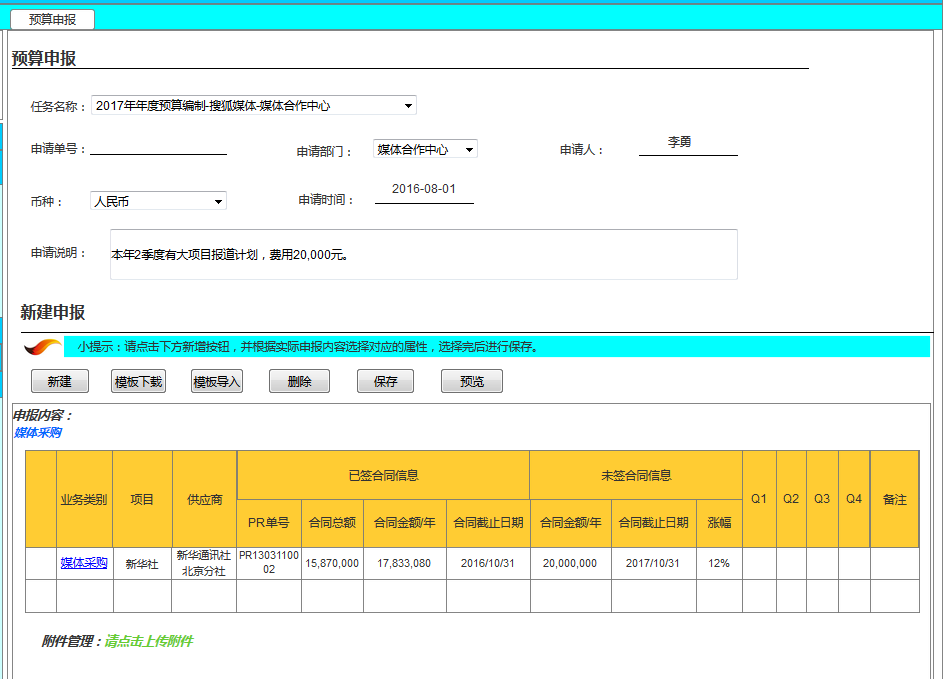 预算申报
预算申报
任务名称： 2017年年度预算编制-搜狐媒体-媒体合作中心
申请单号： 申请部门： 媒体合作中心 申请人： 李勇
币种： 人民币 申请时间： 2016-08-01
申请说明： 本年2季度有大项目报道计划，费用20,000元。
新建申报
小提示：请点击下方新增按钮，并根据实际申报内容选择对应的属性，选择完后进行保存。
新建 模板下载 模板导入 删除 保存 预览
申报内容：
媒体采购
已签合同信息 未签合同信息
业务类别 项目 供应商 Q1 Q2 Q3 Q4 备注
PR单号 合同总额 合同金额/年 合同截止日期 合同金额/年 合同截止日期 涨幅
媒体采购 新华社 新华通讯社北京分社 PR1303110002 15,870,000 17,833,080 2016/10/31 20,000,000 2017/10/31 12%
附件管理：请点击上传附件